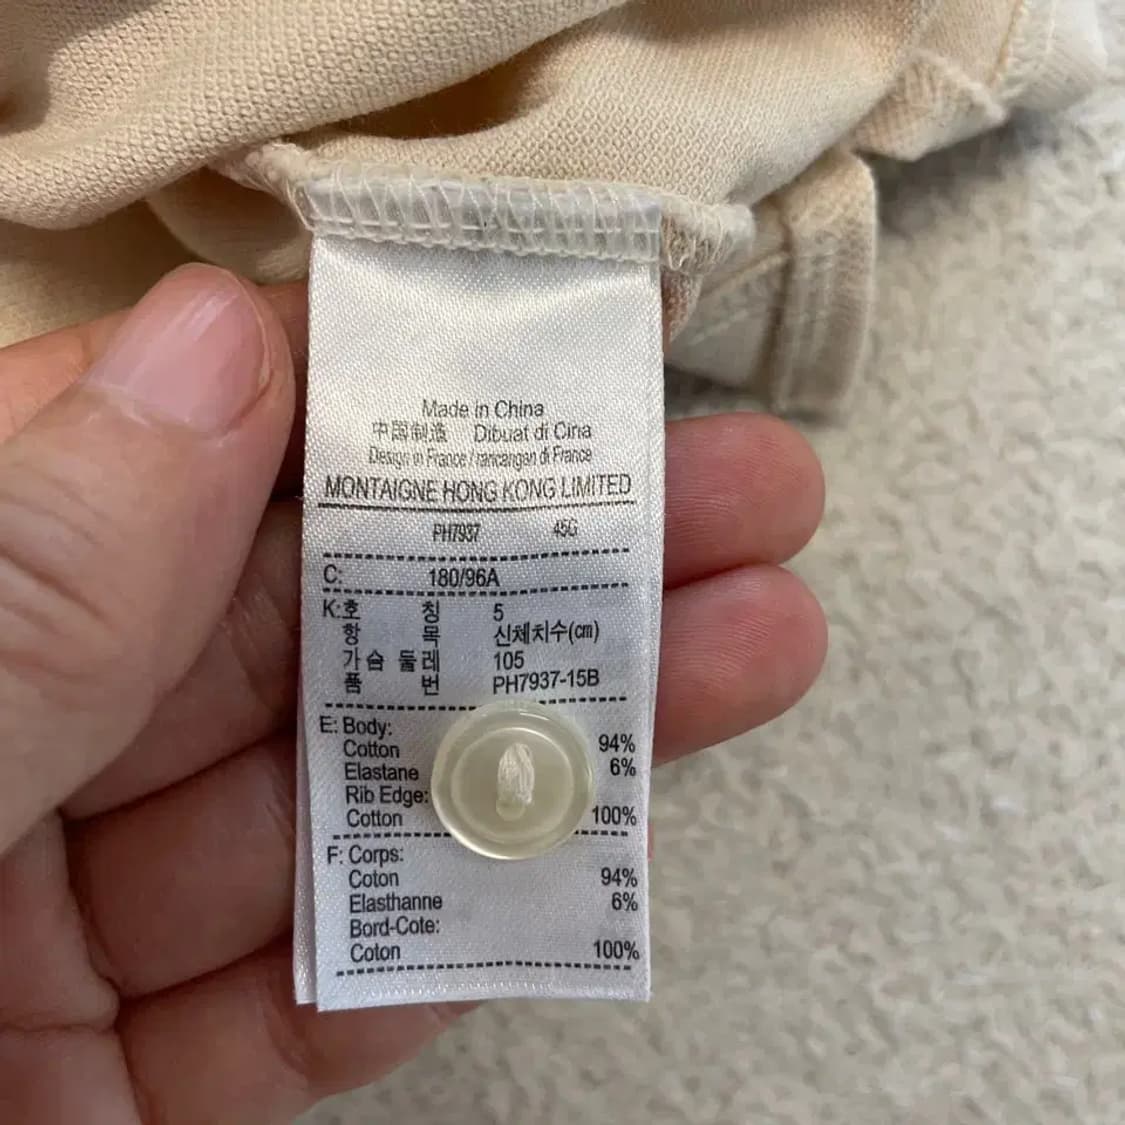 Made in China
中国制造 Dibuat di Cina
Design in France / rancangan di France
MONTAIGNE HONG KONG LIMITED
PH7937 45G
C: 180/96A
K:호 칭 5
항 목 신체치수(cm)
가슴 둘레 105
품 번 PH7937-15B
E: Body:
Cotton 94%
Elastane 6%
Rib Edge:
Cotton 100%
F: Corps:
Coton 94%
Elasthanne 6%
Bord-Cote:
Coton 100%